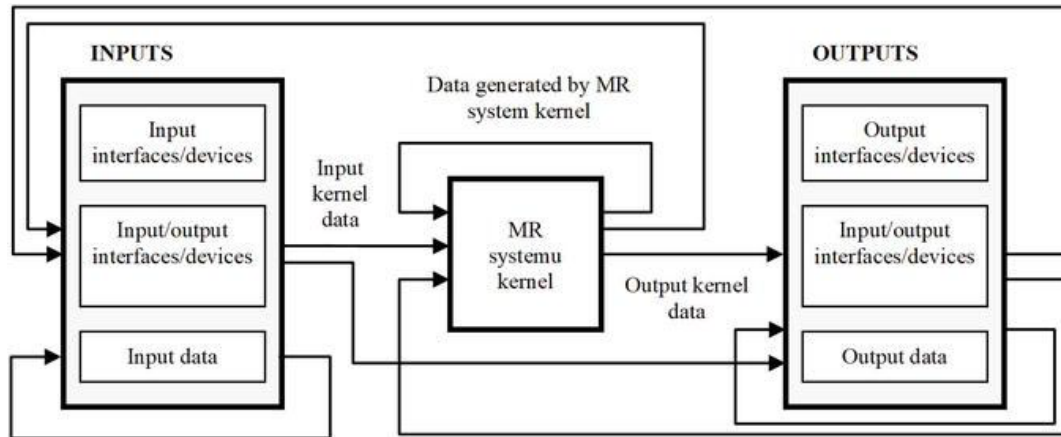 INPUTS
Input
interfaces/devices
Input/output
interfaces/devices
Input data
Input
kernel
data
Data generated by MR
system kernel
MR
systemu
kernel
Output kernel
data
OUTPUTS
Output
interfaces/devices
Input/output
interfaces/devices
Output data